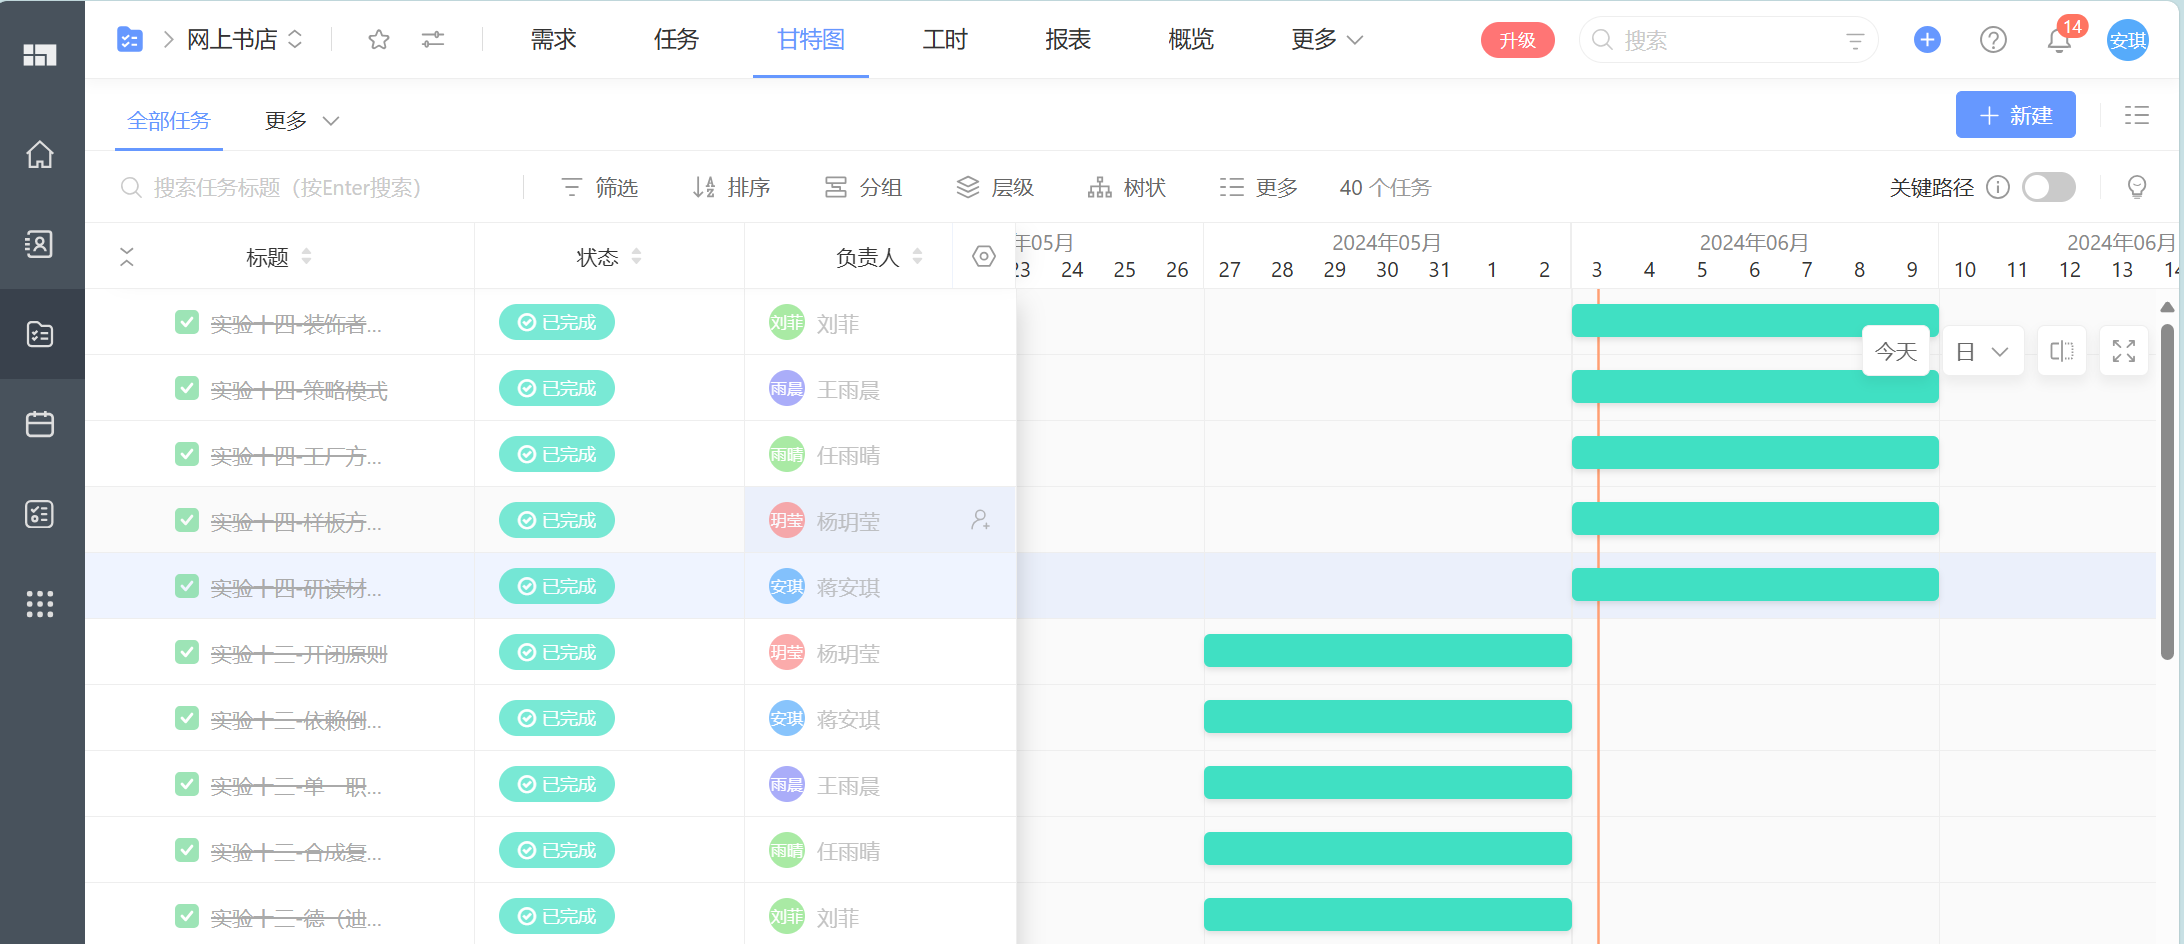 网上书店 需求 任务 甘特图 工时 报表 概览 更多 升级 搜索 14 安琪
全部任务 更多 新建
搜索任务标题（按Enter搜索） 筛选 排序 分组 层级 树状 更多 40 个任务 关键路径
标题 状态 负责人
年05月 2024年05月 2024年06月 2024年06月
23 24 25 26 27 28 29 30 31 1 2 3 4 5 6 7 8 9 10 11 12 13 14
实验十四-装饰者... 已完成 刘菲 刘菲
今天 日
实验十四-策略模式 已完成 雨晨 王雨晨
实验十四-工厂方... 已完成 雨晴 任雨晴
实验十四-样板方... 已完成 玥莹 杨玥莹
实验十四-研读材... 已完成 安琪 蒋安琪
实验十三-开闭原则 已完成 玥莹 杨玥莹
实验十三-依赖倒... 已完成 安琪 蒋安琪
实验十三-单一职... 已完成 雨晨 王雨晨
实验十三-合成复... 已完成 雨晴 任雨晴
实验十三-德（迪... 已完成 刘菲 刘菲